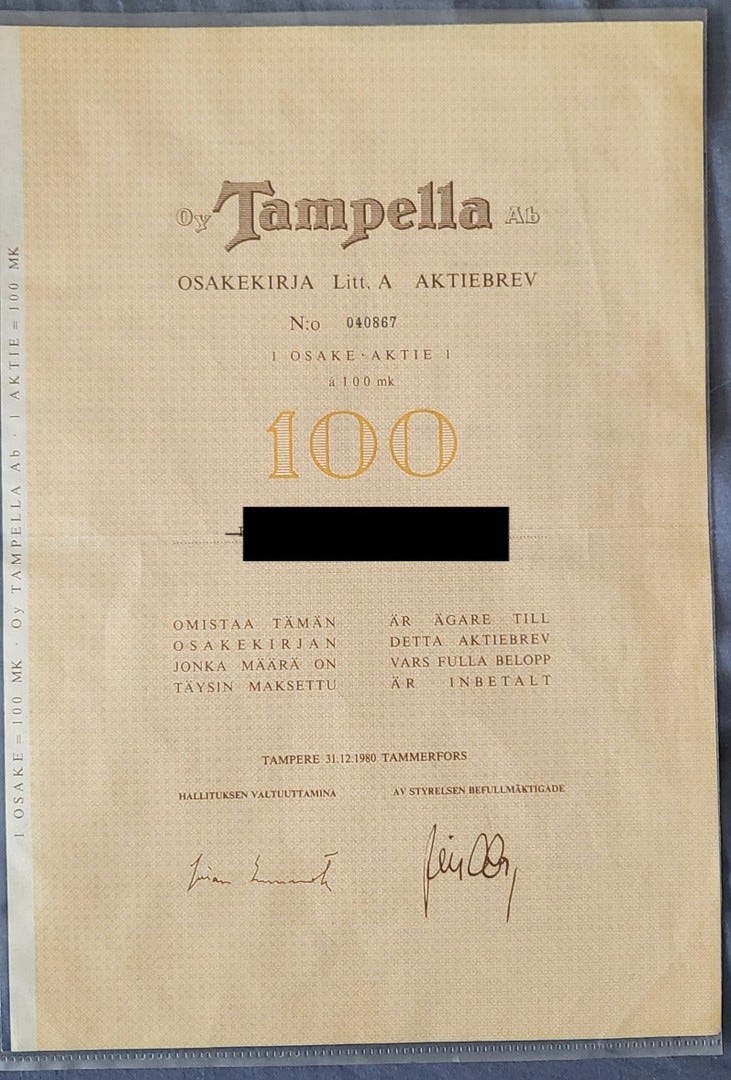 Oy Tampella Ab
OSAKEKIRJA Litt. A AKTIEBREV
N:o 040867
1 OSAKE · AKTIE 1
á 100 mk
100
OMISTAA TÄMÄN
OSAKEKIRJAN
JONKA MÄÄRÄ ON
TÄYSIN MAKSETTU
ÄR ÄGARE TILL
DETTA AKTIEBREV
VARS FULLA BELOPP
ÄR INBETALT
TAMPERE 31.12.1980 TAMMERFORS
HALLITUKSEN VALTUUTTAMINA
AV STYRELSEN BEFULLMÄKTIGADE
1 OSAKE = 100 MK · Oy TAMPELLA Ab · 1 AKTIE = 100 MK